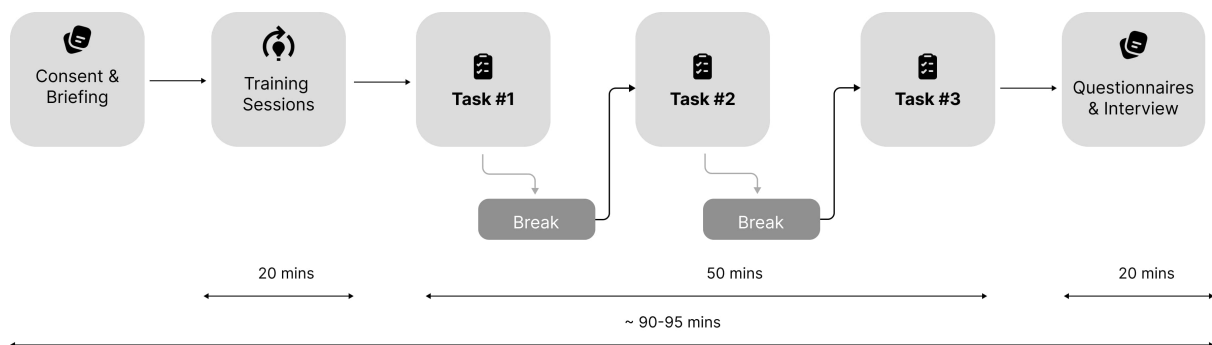 Consent &
Briefing
Training
Sessions
Task #1
Task #2
Task #3
Questionnaires
& Interview
Break
Break
20 mins
50 mins
20 mins
~ 90-95 mins